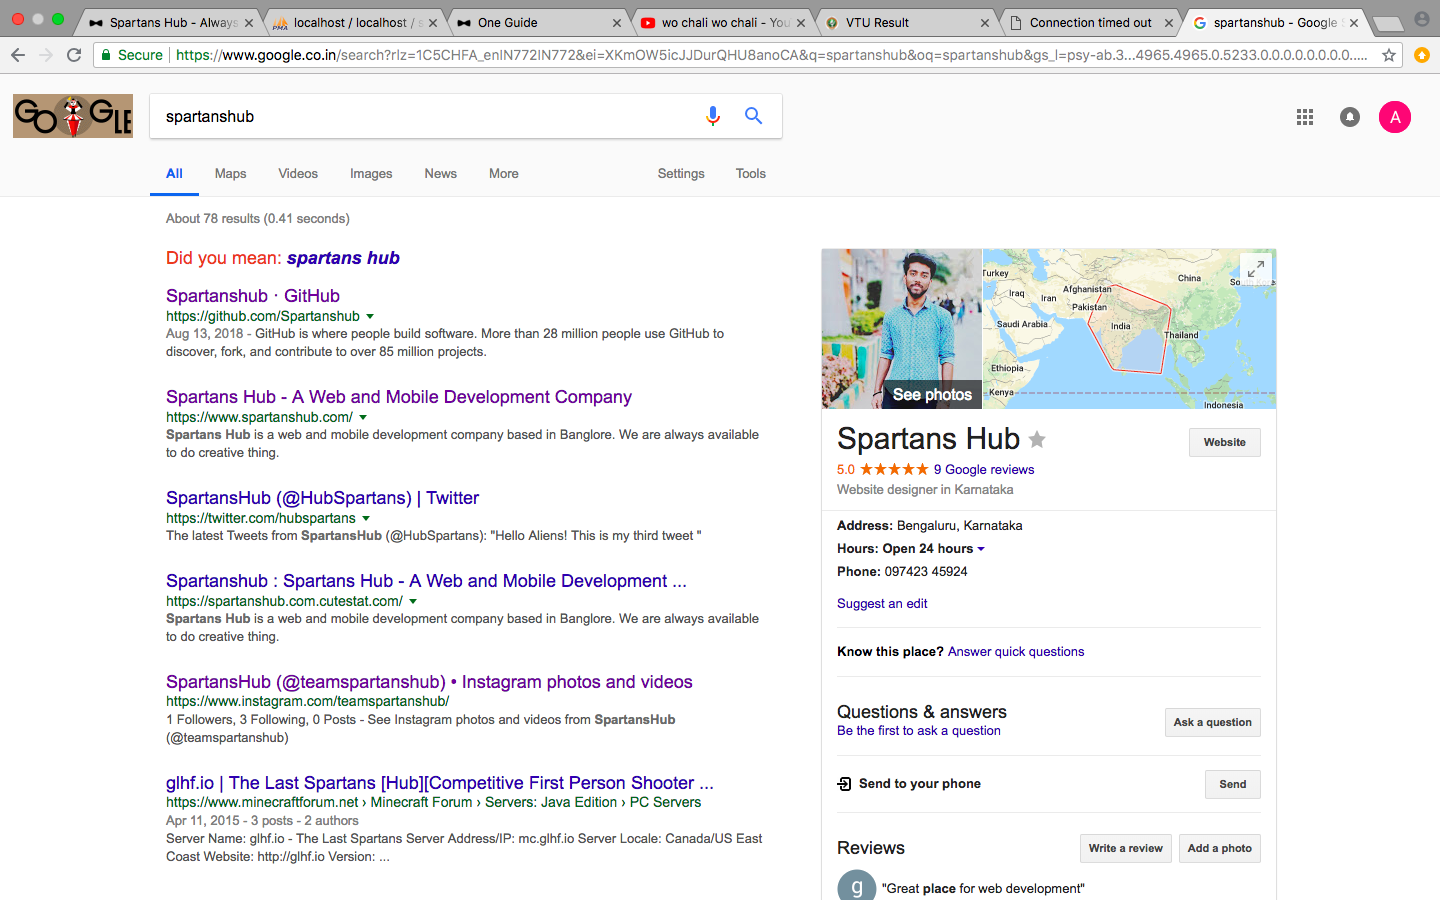 Spartans Hub - Always
localhost / localhost / s
One Guide
wo chali wo chali - You
VTU Result
Connection timed out
spartanshub - Google S
Secure
https://www.google.co.in/search?rlz=1C5CHFA_enIN772IN772&ei=XKmOW5icJJDurQHU8anoCA&q=spartanshub&oq=spartanshub&gs_l=psy-ab.3...4965.4965.0.5233.0.0.0.0.0.0.0.0.....
GOOGLE
spartanshub
A
All
Maps
Videos
Images
News
More
Settings
Tools
About 78 results (0.41 seconds)
Did you mean: spartans hub
Spartanshub · GitHub
https://github.com/Spartanshub
Aug 13, 2018 - GitHub is where people build software. More than 28 million people use GitHub to
discover, fork, and contribute to over 85 million projects.
Spartans Hub - A Web and Mobile Development Company
https://www.spartanshub.com/
Spartans Hub is a web and mobile development company based in Banglore. We are always available
to do creative thing.
SpartansHub (@HubSpartans) | Twitter
https://twitter.com/hubspartans
The latest Tweets from SpartansHub (@HubSpartans): "Hello Aliens! This is my third tweet "
Spartanshub : Spartans Hub - A Web and Mobile Development ...
https://spartanshub.com.cutestat.com/
Spartans Hub is a web and mobile development company based in Banglore. We are always available
to do creative thing.
SpartansHub (@teamspartanshub) • Instagram photos and videos
https://www.instagram.com/teamspartanshub/
1 Followers, 3 Following, 0 Posts - See Instagram photos and videos from SpartansHub
(@teamspartanshub)
glhf.io | The Last Spartans [Hub][Competitive First Person Shooter ...
https://www.minecraftforum.net › Minecraft Forum › Servers: Java Edition › PC Servers
Apr 11, 2015 - 3 posts - 2 authors
Server Name: glhf.io - The Last Spartans Server Address/IP: mc.glhf.io Server Locale: Canada/US East
Coast Website: http://glhf.io Version: ...
See photos
Turkey
Iraq
Iran
Afghanistan
Pakistan
China
Saudi Arabia
India
Thailand
Ethiopia
Kenya
Indonesia
Spartans Hub
Website
5.0
9 Google reviews
Website designer in Karnataka
Address: Bengaluru, Karnataka
Hours: Open 24 hours
Phone: 097423 45924
Suggest an edit
Know this place? Answer quick questions
Questions & answers
Be the first to ask a question
Ask a question
Send to your phone
Send
Reviews
Write a review
Add a photo
g
"Great place for web development"